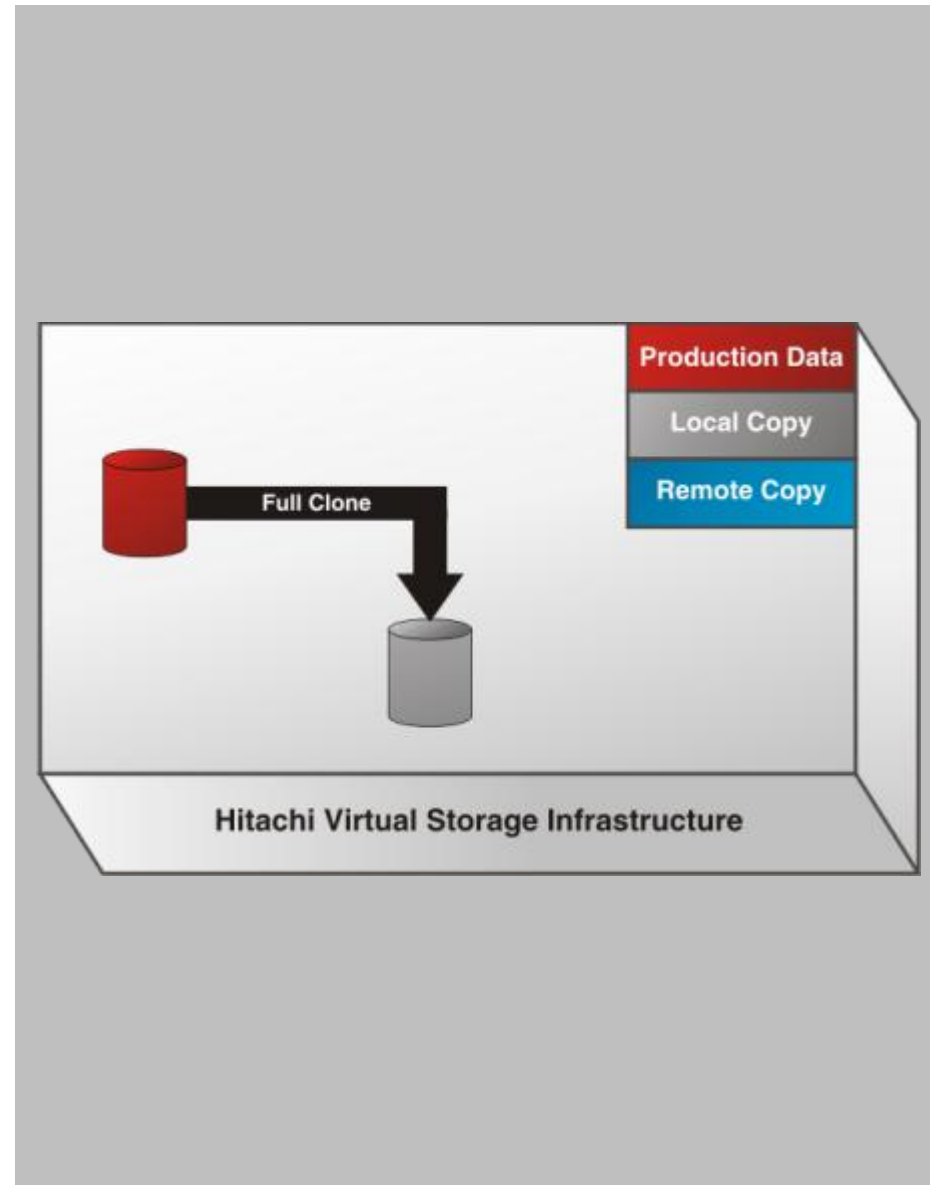 Production Data
Local Copy
Remote Copy
Full Clone
Hitachi Virtual Storage Infrastructure